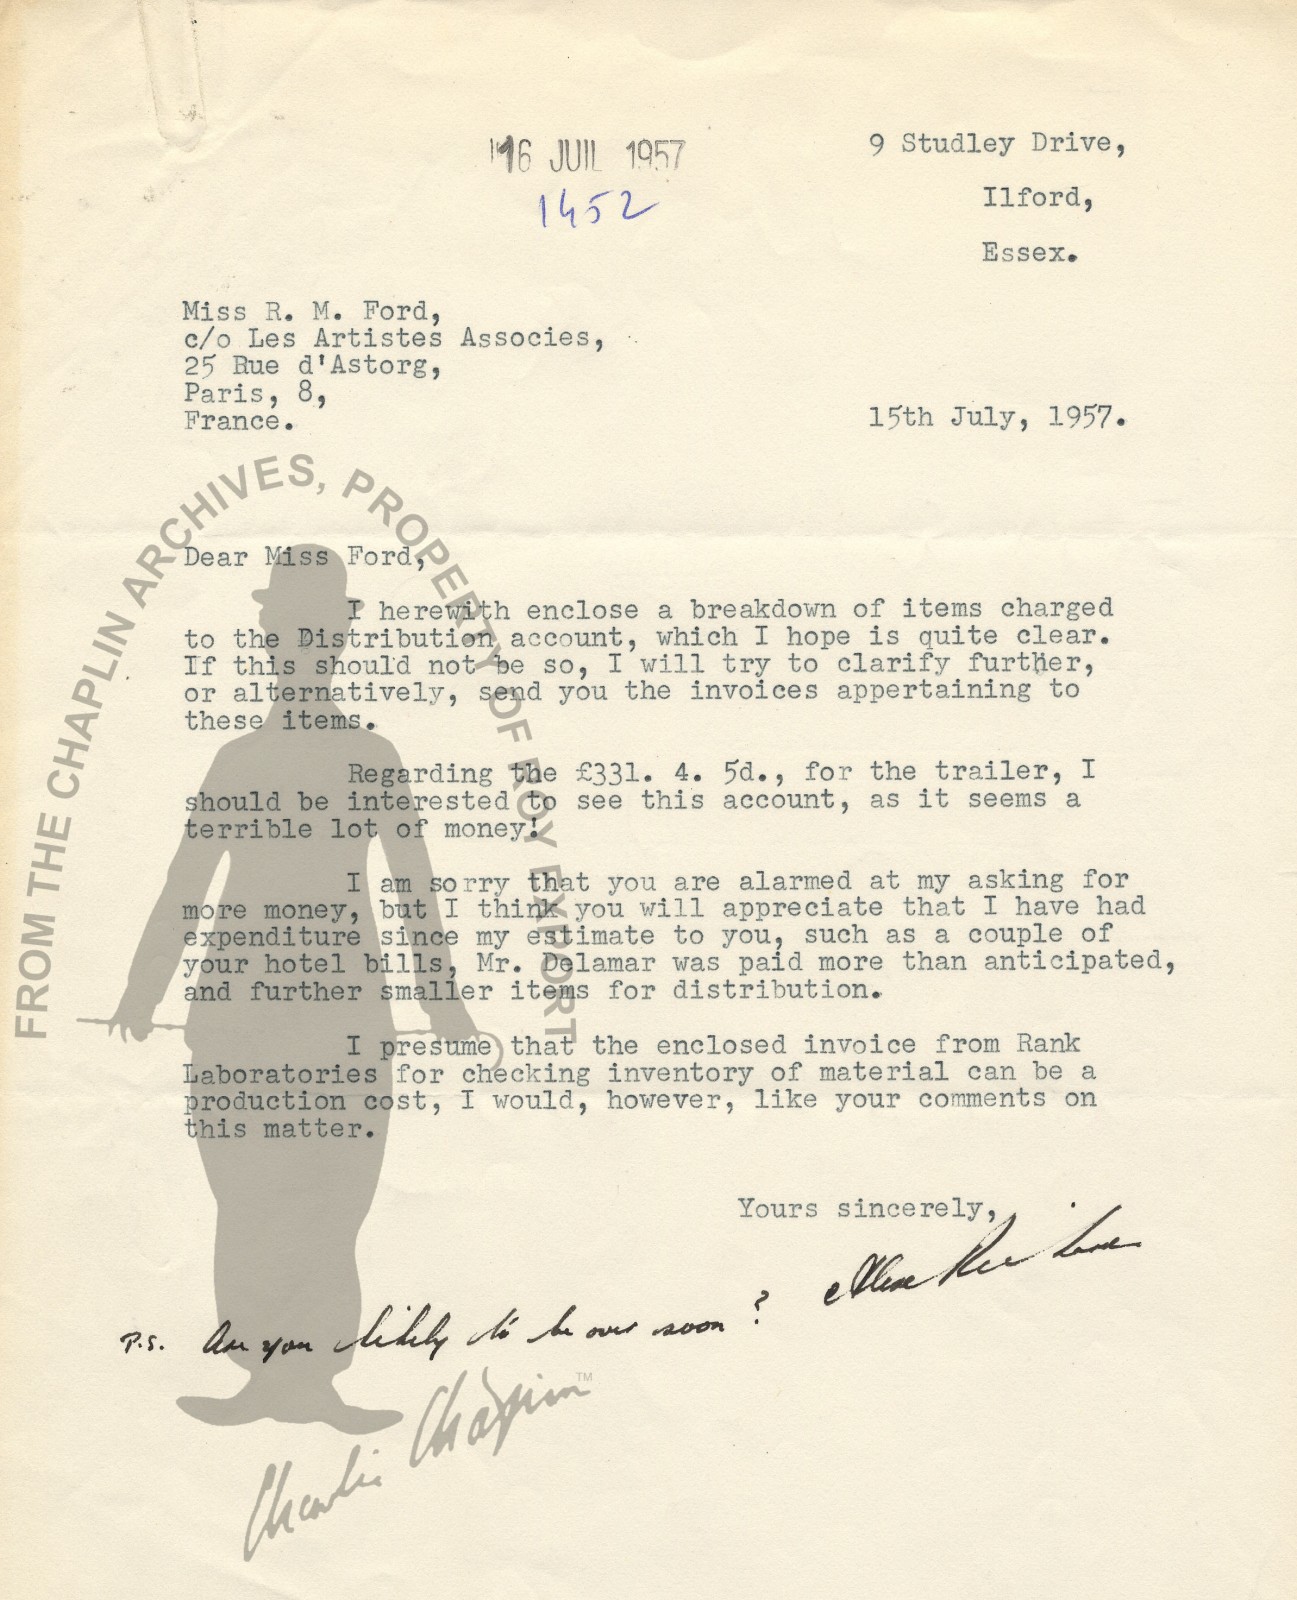 16 JUIL 1957
1452
9 Studley Drive,
Ilford,
Essex.
Miss R. M. Ford,
c/o Les Artistes Associes,
25 Rue d'Astorg,
Paris, 8,
France.
15th July, 1957.
Dear Miss Ford,
I herewith enclose a breakdown of items charged
to the Distribution account, which I hope is quite clear.
If this should not be so, I will try to clarify further,
or alternatively, send you the invoices appertaining to
these items.
Regarding the £331. 4. 5d., for the trailer, I
should be interested to see this account, as it seems a
terrible lot of money!
I am sorry that you are alarmed at my asking for
more money, but I think you will appreciate that I have had
expenditure since my estimate to you, such as a couple of
your hotel bills, Mr. Delamar was paid more than anticipated,
and further smaller items for distribution.
I presume that the enclosed invoice from Rank
Laboratories for checking inventory of material can be a
production cost, I would, however, like your comments on
this matter.
Yours sincerely,
P.S. Are you likely to be over soon ?
FROM THE CHAPLIN ARCHIVES, PROPERTY OF ROY EXPORT
Charlie Chaplin™